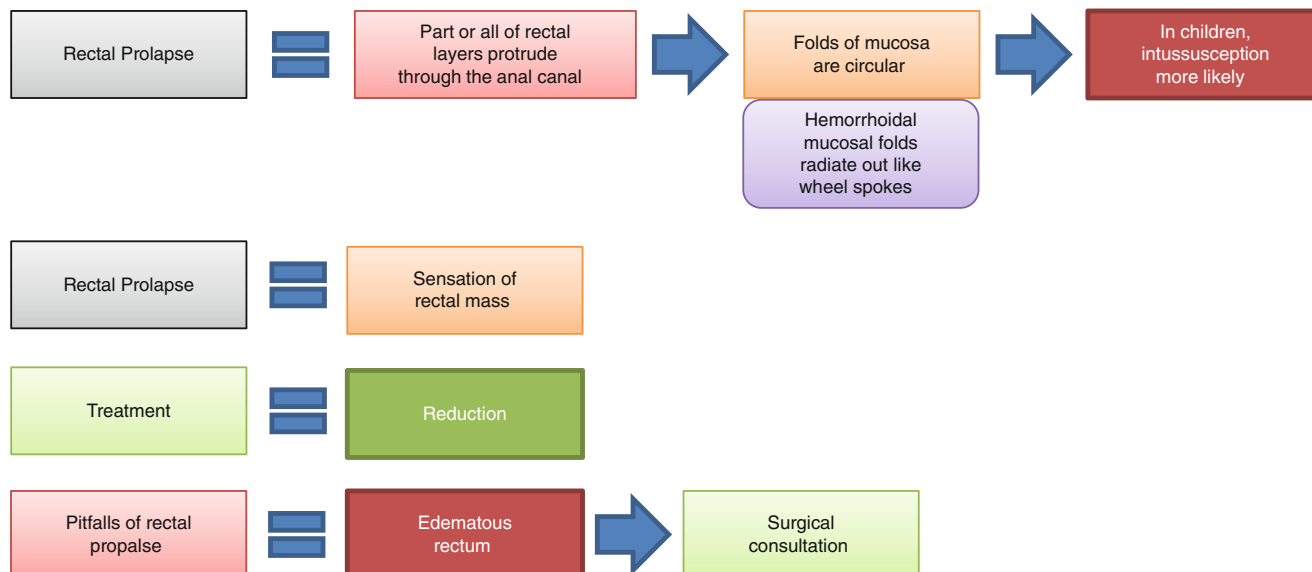 Rectal Prolapse
Part or all of rectal
layers protrude
through the anal canal
Folds of mucosa
are circular
In children,
intussusception
more likely
Hemorrhoidal
mucosal folds
radiate out like
wheel spokes
Rectal Prolapse
Sensation of
rectal mass
Treatment
Reduction
Pitfalls of rectal
propalse
Edematous
rectum
Surgical
consultation